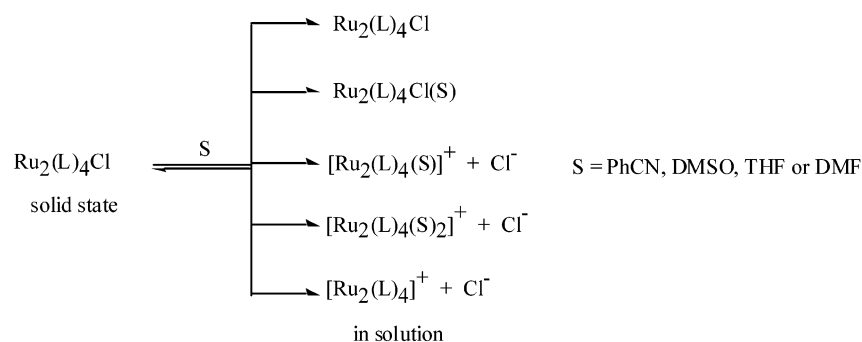 Ru₂(L)₄Cl
Ru₂(L)₄Cl(S)
Ru₂(L)₄Cl S [Ru₂(L)₄(S)]⁺ + Cl⁻ S = PhCN, DMSO, THF or DMF
solid state
[Ru₂(L)₄(S)₂]⁺ + Cl⁻
[Ru₂(L)₄]⁺ + Cl⁻
in solution